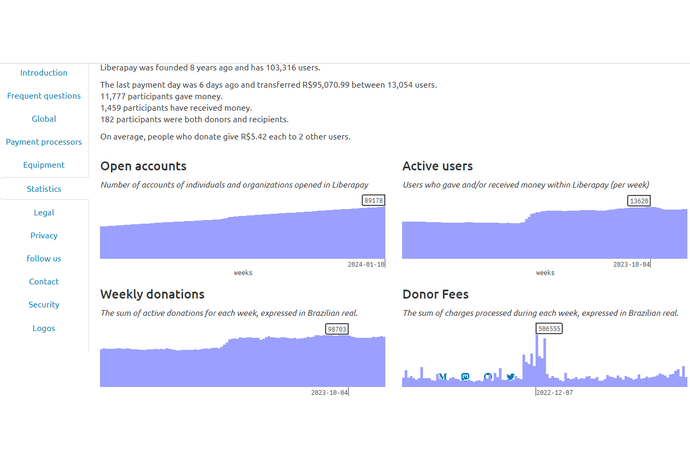 Liberapay was founded 8 years ago and has 103,316 users.
Introduction
Frequent questions
Global
Payment processors
Equipment
Statistics
Legal
Privacy
follow us
Contact
Security
Logos
The last payment day was 6 days ago and transferred R$95,070.99 between 13,054 users.
11,777 participants gave money.
1,459 participants have received money.
182 participants were both donors and recipients.
On average, people who donate give R$5.42 each to 2 other users.
Open accounts
Number of accounts of individuals and organizations opened in Liberapay
89178
2024-01-10
weeks
Active users
Users who gave and/or received money within Liberapay (per week)
13620
2023-10-04
weeks
Weekly donations
The sum of active donations for each week, expressed in Brazilian real.
98703
2023-10-04
Donor Fees
The sum of charges processed during each week, expressed in Brazilian real.
506555
2022-12-07